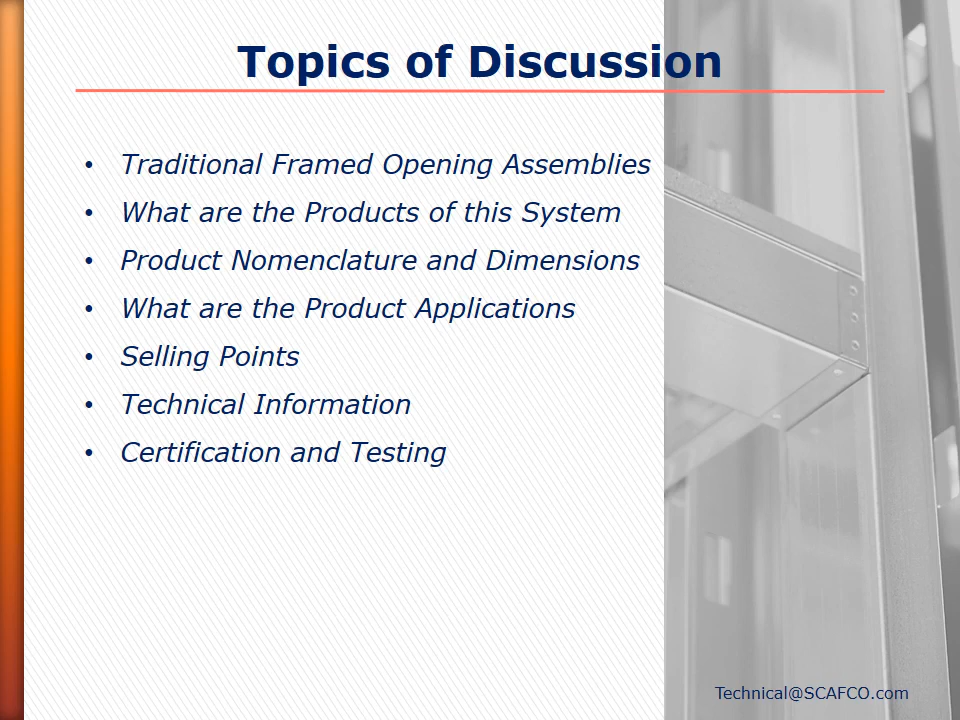 Topics of Discussion
• Traditional Framed Opening Assemblies
• What are the Products of this System
• Product Nomenclature and Dimensions
• What are the Product Applications
• Selling Points
• Technical Information
• Certification and Testing
Technical@SCAFCO.com